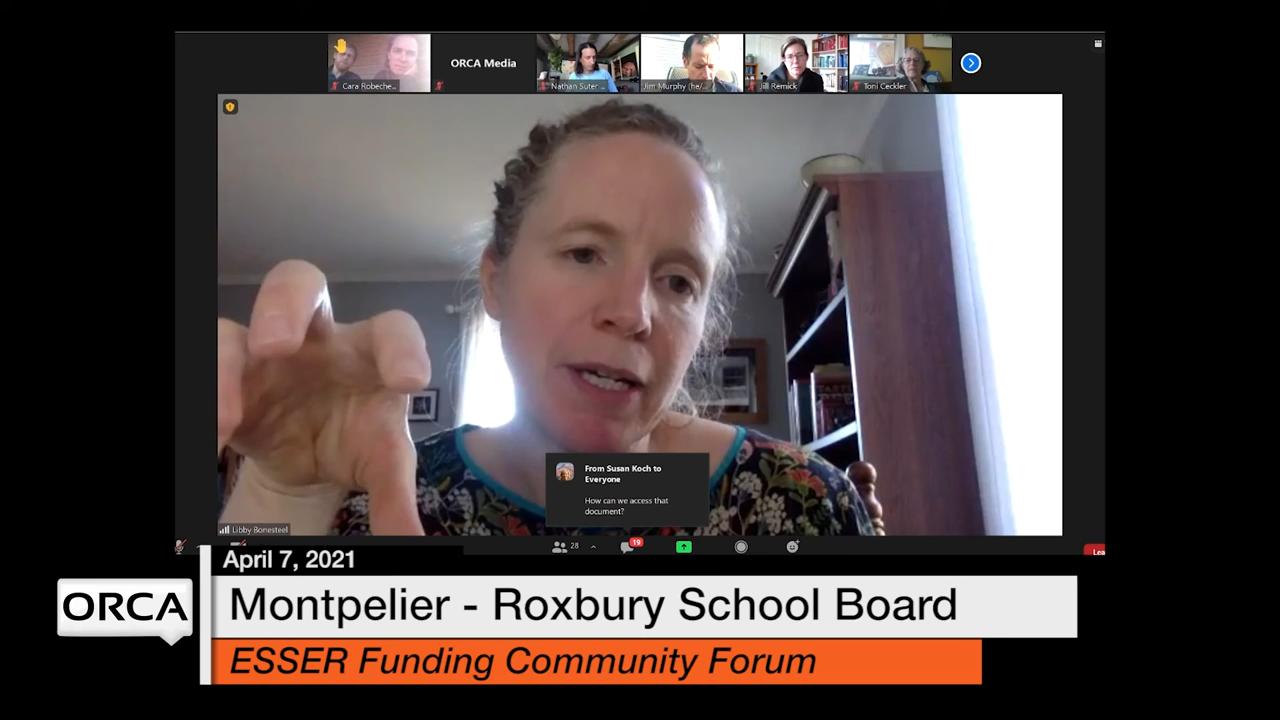 Cara Robeche...
ORCA Media
Nathan Suter ...
Jim Murphy (he/...
Jill Remick
Toni Ceckler
From Susan Koch to
Everyone
How can we access that
document?
Libby Bonesteel
28
19
Lea
April 7, 2021
ORCA
Montpelier - Roxbury School Board
ESSER Funding Community Forum